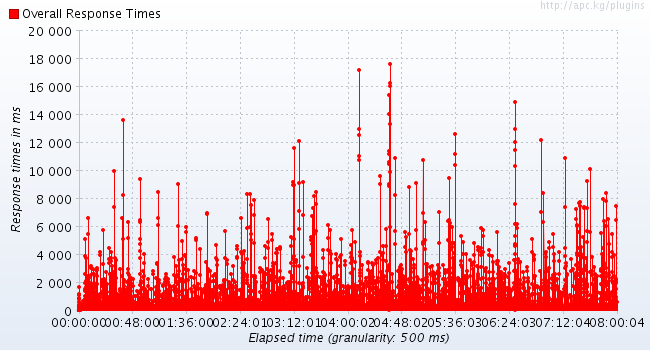 http://apc.kg/plugins
Overall Response Times
20 000
18 000
16 000
14 000
12 000
10 000
8 000
6 000
4 000
2 000
0
Response times in ms
00:00:00 00:48:00 01:36:00 02:24:01 03:12:01 04:00:02 04:48:02 05:36:03 06:24:03 07:12:04 08:00:04
Elapsed time (granularity: 500 ms)